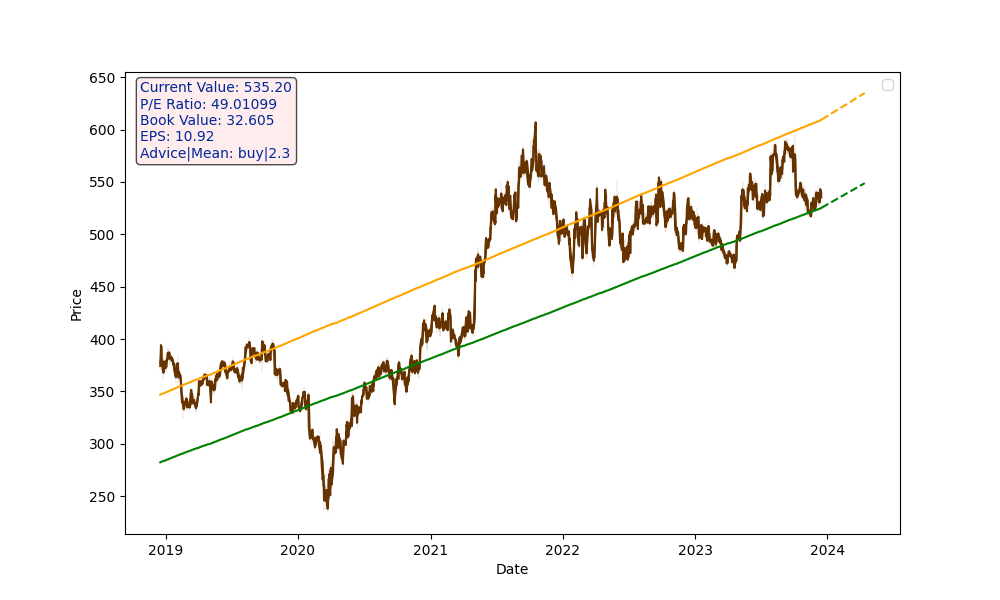 Current Value: 535.20
P/E Ratio: 49.01099
Book Value: 32.605
EPS: 10.92
Advice|Mean: buy|2.3
650
600
550
500
450
400
350
300
250
Price
2019 2020 2021 2022 2023 2024
Date